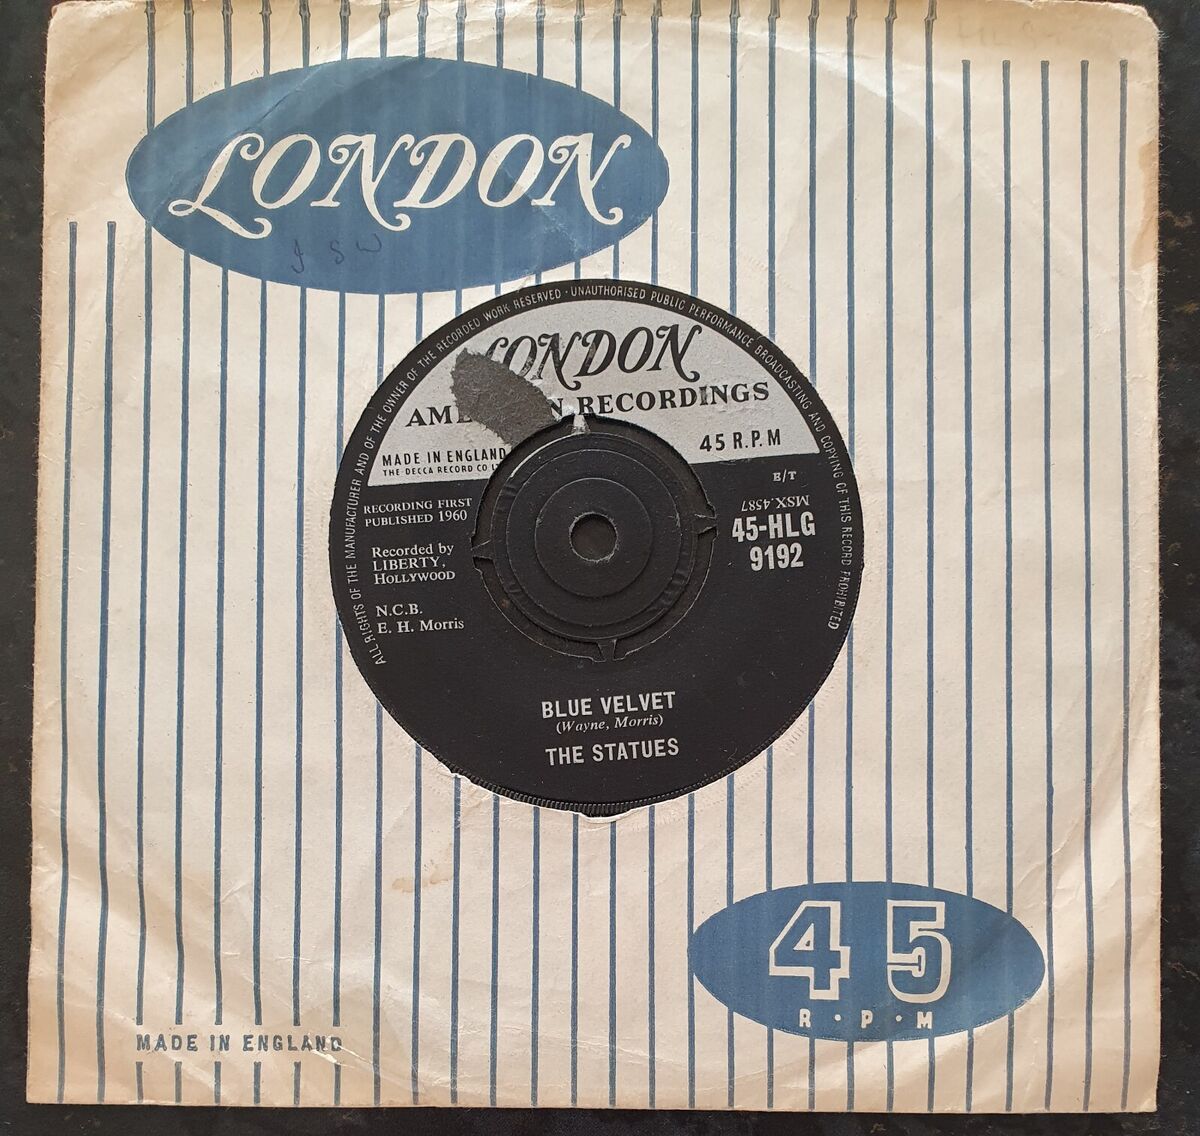 LONDON
J S W
ALL RIGHTS OF THE MANUFACTURER AND OF THE OWNER OF THE RECORDED WORK RESERVED · UNAUTHORISED PUBLIC PERFORMANCE BROADCASTING AND COPYING OF THIS RECORD PROHIBITED
LONDON
AME N RECORDINGS
MADE IN ENGLAND
THE DECCA RECORD CO
45 R.P.M
E/T
MSX.4587
45-HLG
9192
RECORDING FIRST
PUBLISHED 1960
Recorded by
LIBERTY,
HOLLYWOOD
N.C.B.
E. H. Morris
BLUE VELVET
(Wayne, Morris)
THE STATUES
45
R·P·M
MADE IN ENGLAND